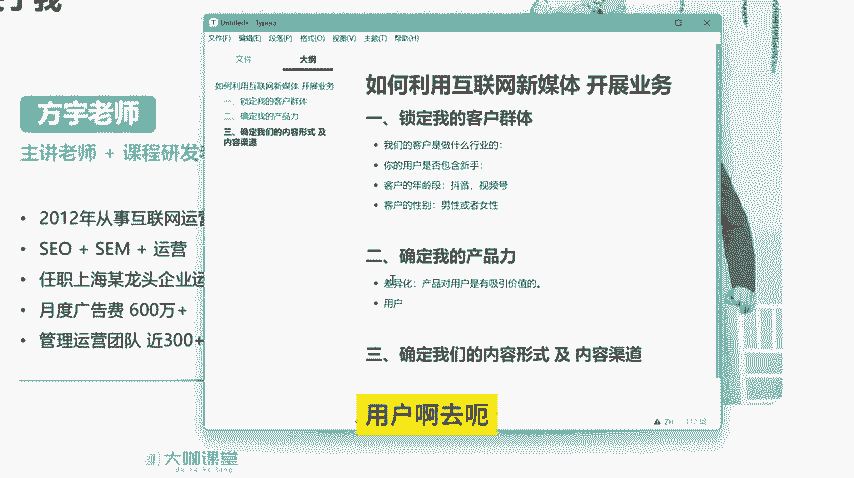 Untitled• - Typora
文件(F) 编辑(E) 段落(P) 格式(O) 视图(V) 主题(T) 帮助(H)
文件 大纲
如何利用互联网新媒体 开展业务
一、锁定我的客户群体
二、确定我的产品力
三、确定我们的内容形式 及
内容渠道
如何利用互联网新媒体 开展业务
一、锁定我的客户群体
• 我们的客户是做什么行业的:
• 你的用户是否包含新手:
• 客户的年龄段: 抖音, 视频号
• 客户的性别: 男性或者女性
二、确定我的产品力
• 差异化: 产品对用户是有吸引价值的。
• 用户
三、确定我们的内容形式 及 内容渠道
方宇老师
主讲老师 + 课程研发
• 2012年从事互联网运营
• SEO + SEM + 运营
• 任职上海某龙头企业运
• 月度广告费 600万+
• 管理运营团队 近300+
用户啊去呃
大咖课堂